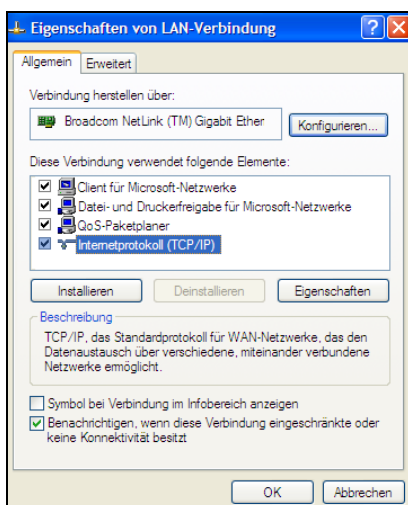 Eigenschaften von LAN-Verbindung
Allgemein Erweitert
Verbindung herstellen über:
Broadcom NetLink (TM) Gigabit Ether Konfigurieren...
Diese Verbindung verwendet folgende Elemente:
Client für Microsoft-Netzwerke
Datei- und Druckerfreigabe für Microsoft-Netzwerke
QoS-Paketplaner
Internetprotokoll (TCP/IP)
Installieren Deinstallieren Eigenschaften
Beschreibung
TCP/IP, das Standardprotokoll für WAN-Netzwerke, das den
Datenaustausch über verschiedene, miteinander verbundene
Netzwerke ermöglicht.
Symbol bei Verbindung im Infobereich anzeigen
Benachrichtigen, wenn diese Verbindung eingeschränkte oder
keine Konnektivität besitzt
OK Abbrechen